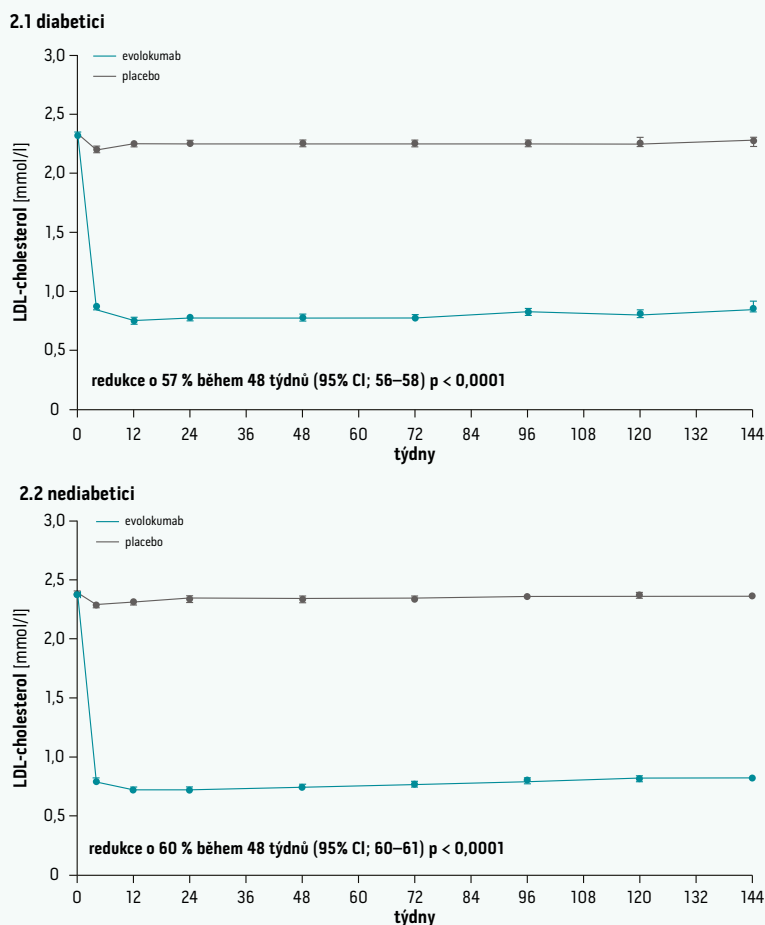 2.1 diabetici
3,0
evolokumab
placebo
2,5
2,0
1,5
1,0
0,5
0
LDL-cholesterol [mmol/l]
redukce o 57 % během 48 týdnů (95% CI; 56–58) p < 0,0001
0 12 24 36 48 60 72 84 96 108 120 132 144
týdny
2.2 nediabetici
3,0
evolokumab
placebo
2,5
2,0
1,5
1,0
0,5
0
LDL-cholesterol [mmol/l]
redukce o 60 % během 48 týdnů (95% CI; 60–61) p < 0,0001
0 12 24 36 48 60 72 84 96 108 120 132 144
týdny